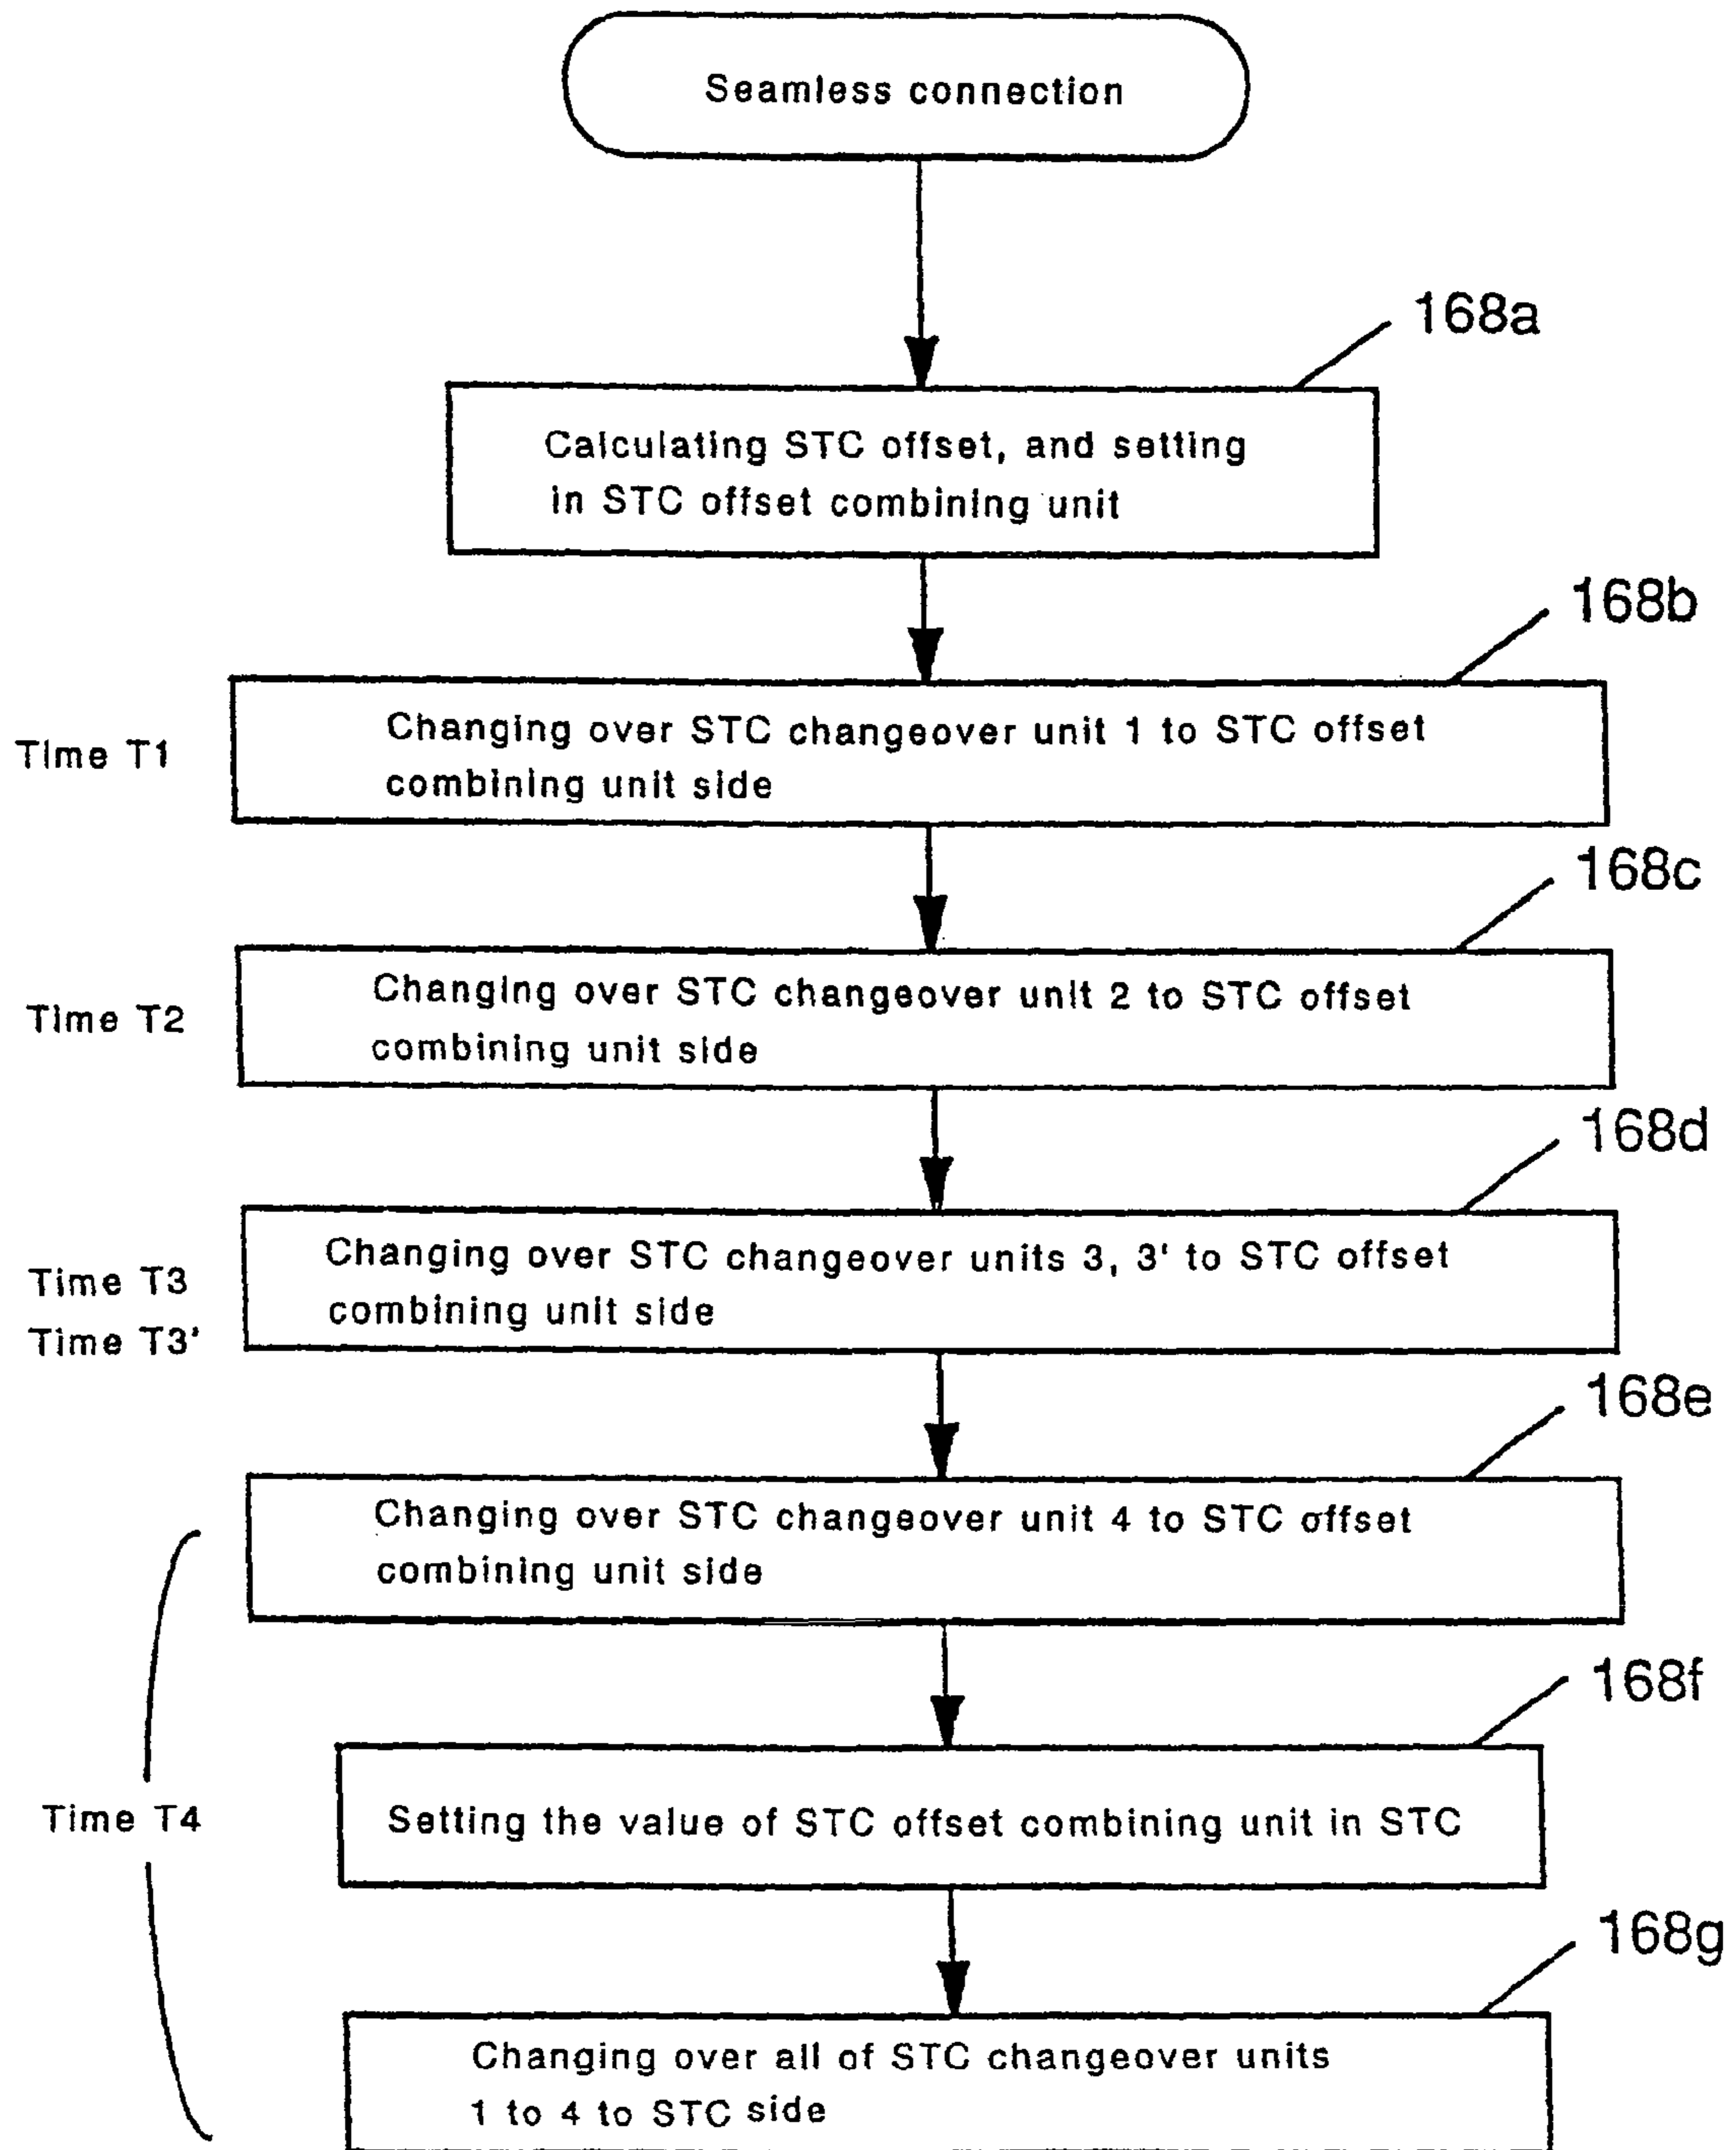 Seamless connection
168a
Calculating STC offset, and setting
in STC offset combining unit
168b
Time T1
Changing over STC changeover unit 1 to STC offset
combining unit side
168c
Time T2
Changing over STC changeover unit 2 to STC offset
combining unit side
168d
Time T3
Time T3'
Changing over STC changeover units 3, 3' to STC offset
combining unit side
168e
Changing over STC changeover unit 4 to STC offset
combining unit side
168f
Time T4
Setting the value of STC offset combining unit in STC
168g
Changing over all of STC changeover units
1 to 4 to STC side